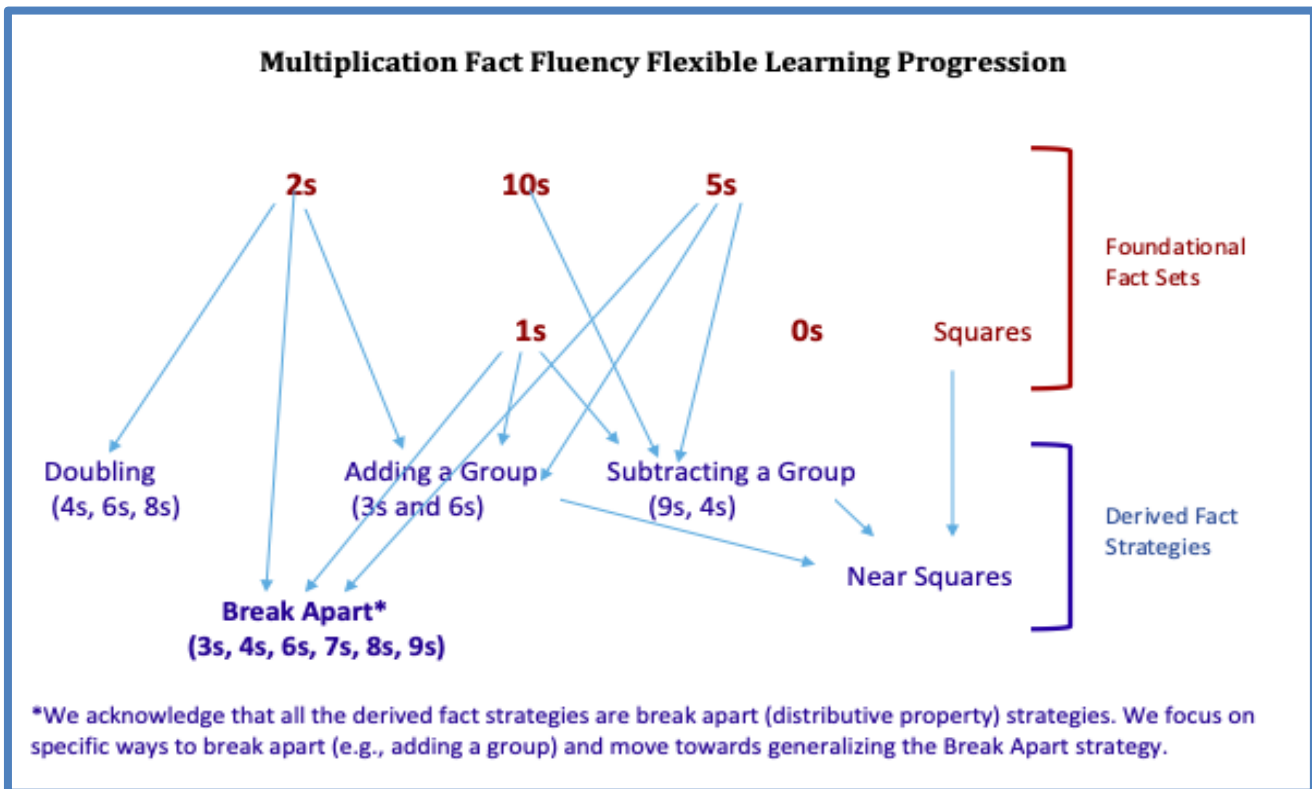 Multiplication Fact Fluency Flexible Learning Progression
2s
10s
5s
Foundational
Fact Sets
1s
0s
Squares
Doubling
(4s, 6s, 8s)
Adding a Group
(3s and 6s)
Subtracting a Group
(9s, 4s)
Derived Fact
Strategies
Near Squares
Break Apart*
(3s, 4s, 6s, 7s, 8s, 9s)
*We acknowledge that all the derived fact strategies are break apart (distributive property) strategies. We focus on
specific ways to break apart (e.g., adding a group) and move towards generalizing the Break Apart strategy.